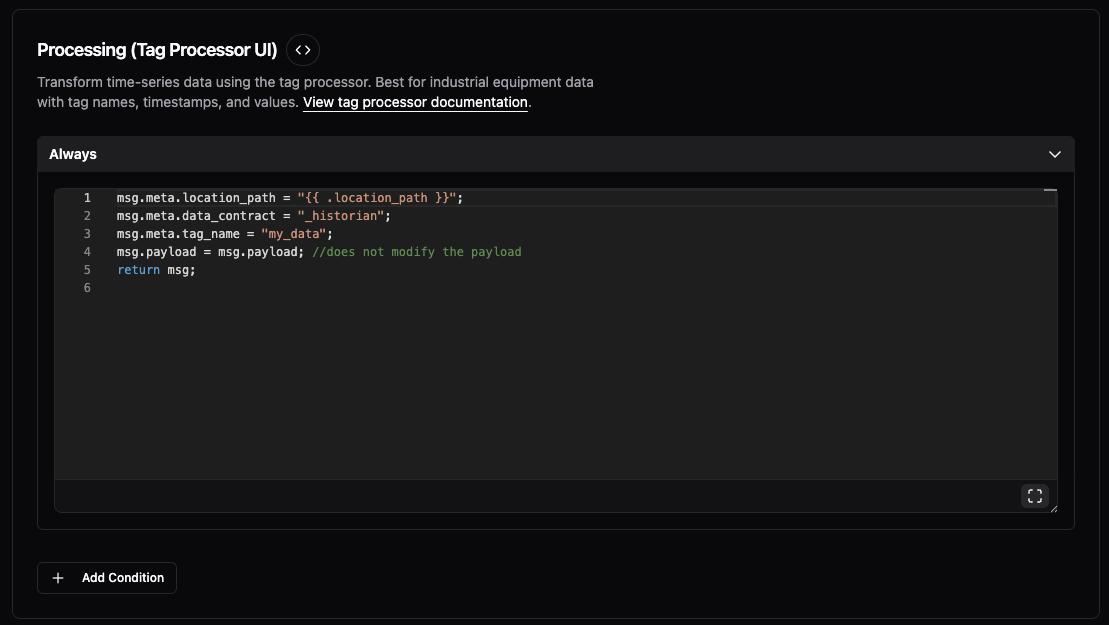 Processing (Tag Processor UI) <>
Transform time-series data using the tag processor. Best for industrial equipment data
with tag names, timestamps, and values. View tag processor documentation.
Always
1 msg.meta.location_path = "{{ .location_path }}";
2 msg.meta.data_contract = "_historian";
3 msg.meta.tag_name = "my_data";
4 msg.payload = msg.payload; //does not modify the payload
5 return msg;
6
+ Add Condition